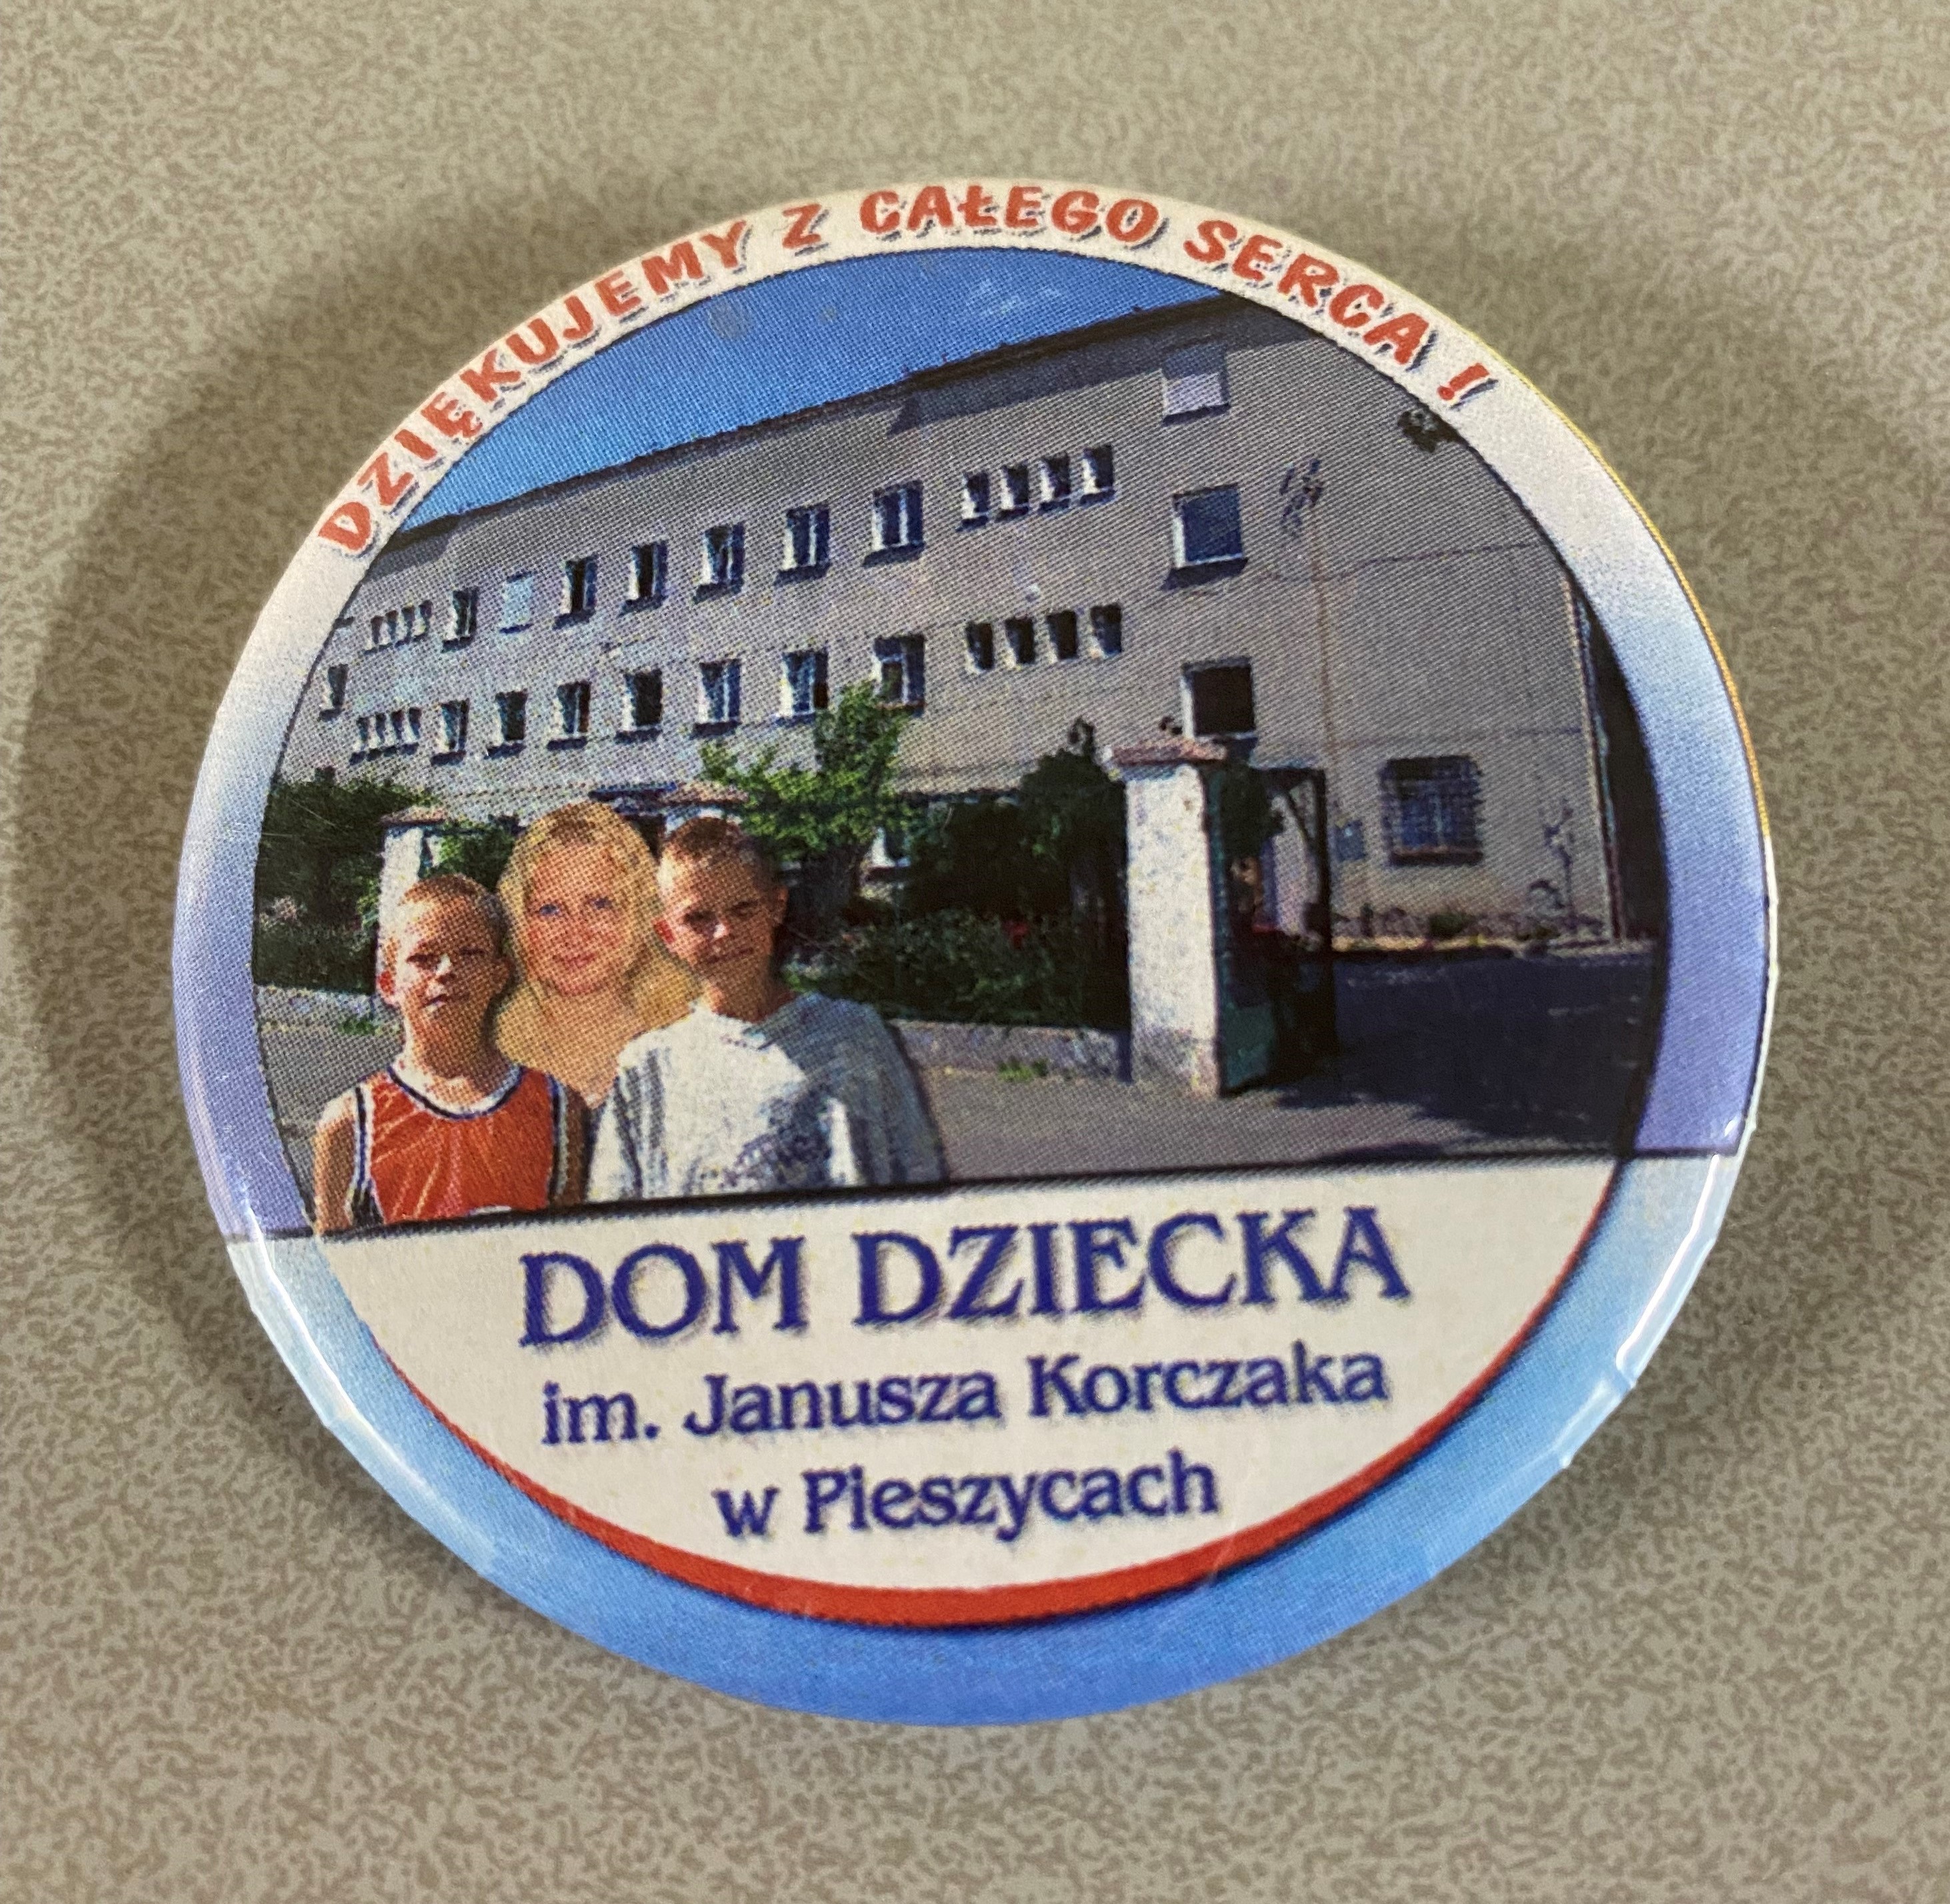 DZIĘKUJEMY Z CAŁEGO SERCA !
DOM DZIECKA
im. Janusza Korczaka
w Pieszycach